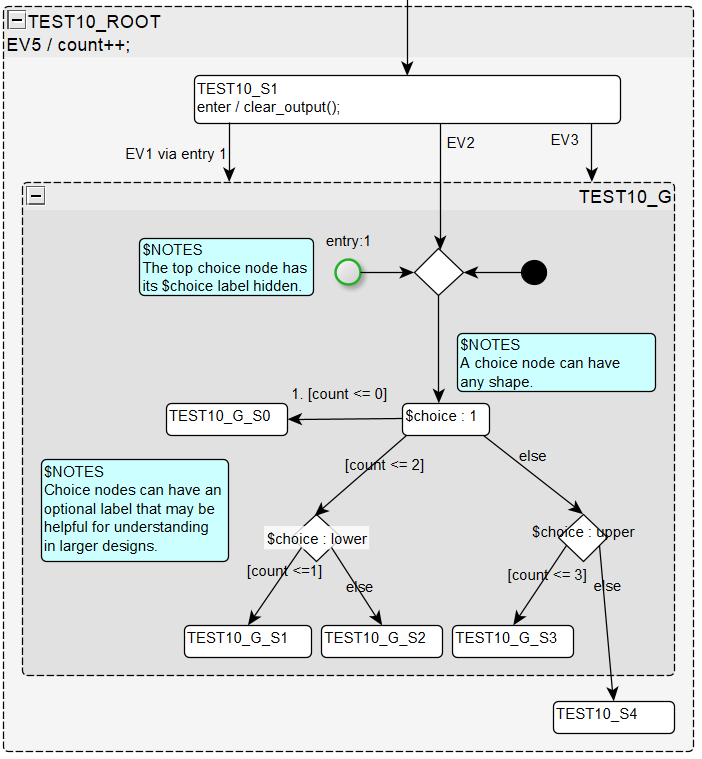 TEST10_ROOT
EV5 / count++;
TEST10_S1
enter / clear_output();
EV1 via entry 1
EV2
EV3
TEST10_G
entry:1
$NOTES
The top choice node has
its $choice label hidden.
$NOTES
A choice node can have
any shape.
1. [count <= 0]
TEST10_G_S0
$choice : 1
[count <= 2]
else
$NOTES
Choice nodes can have an
optional label that may be
helpful for understanding
in larger designs.
$choice : lower
$choice : upper
[count <=1]
else
[count <= 3]
else
TEST10_G_S1
TEST10_G_S2
TEST10_G_S3
TEST10_S4